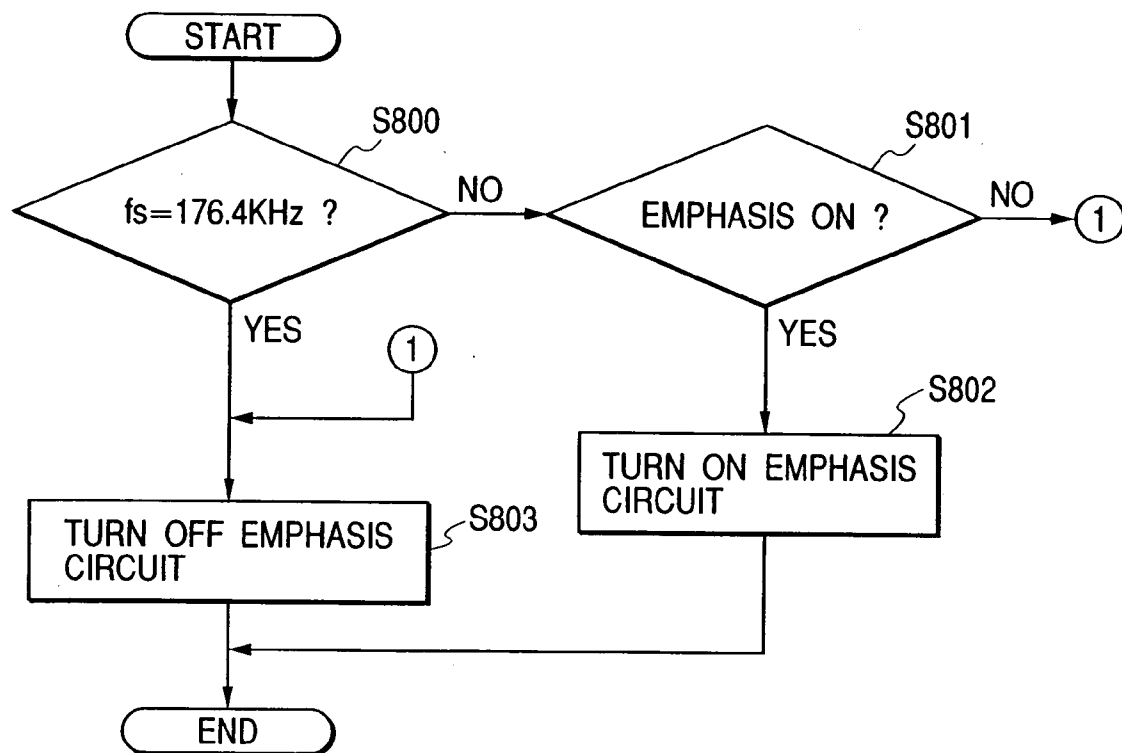 START
S800
fs=176.4KHz ?
NO
S801
EMPHASIS ON ?
NO
1
YES
1
YES
S802
TURN ON EMPHASIS
CIRCUIT
S803
TURN OFF EMPHASIS
CIRCUIT
END